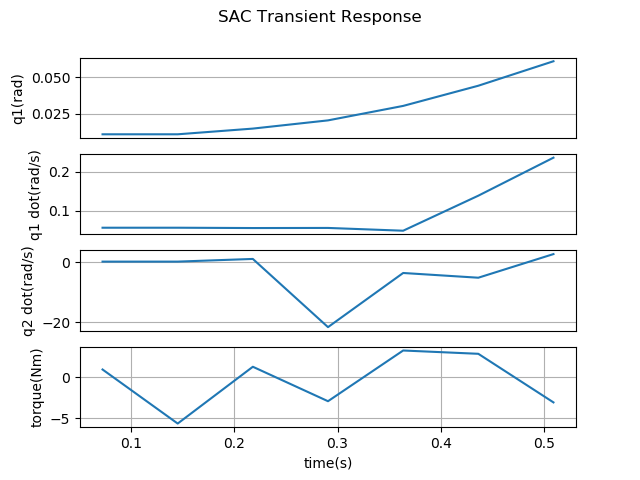 SAC Transient Response
q1(rad)
0.050
0.025
q1 dot(rad/s)
0.2
0.1
q2 dot(rad/s)
0
−20
torque(Nm)
0
−5
0.1 0.2 0.3 0.4 0.5
time(s)